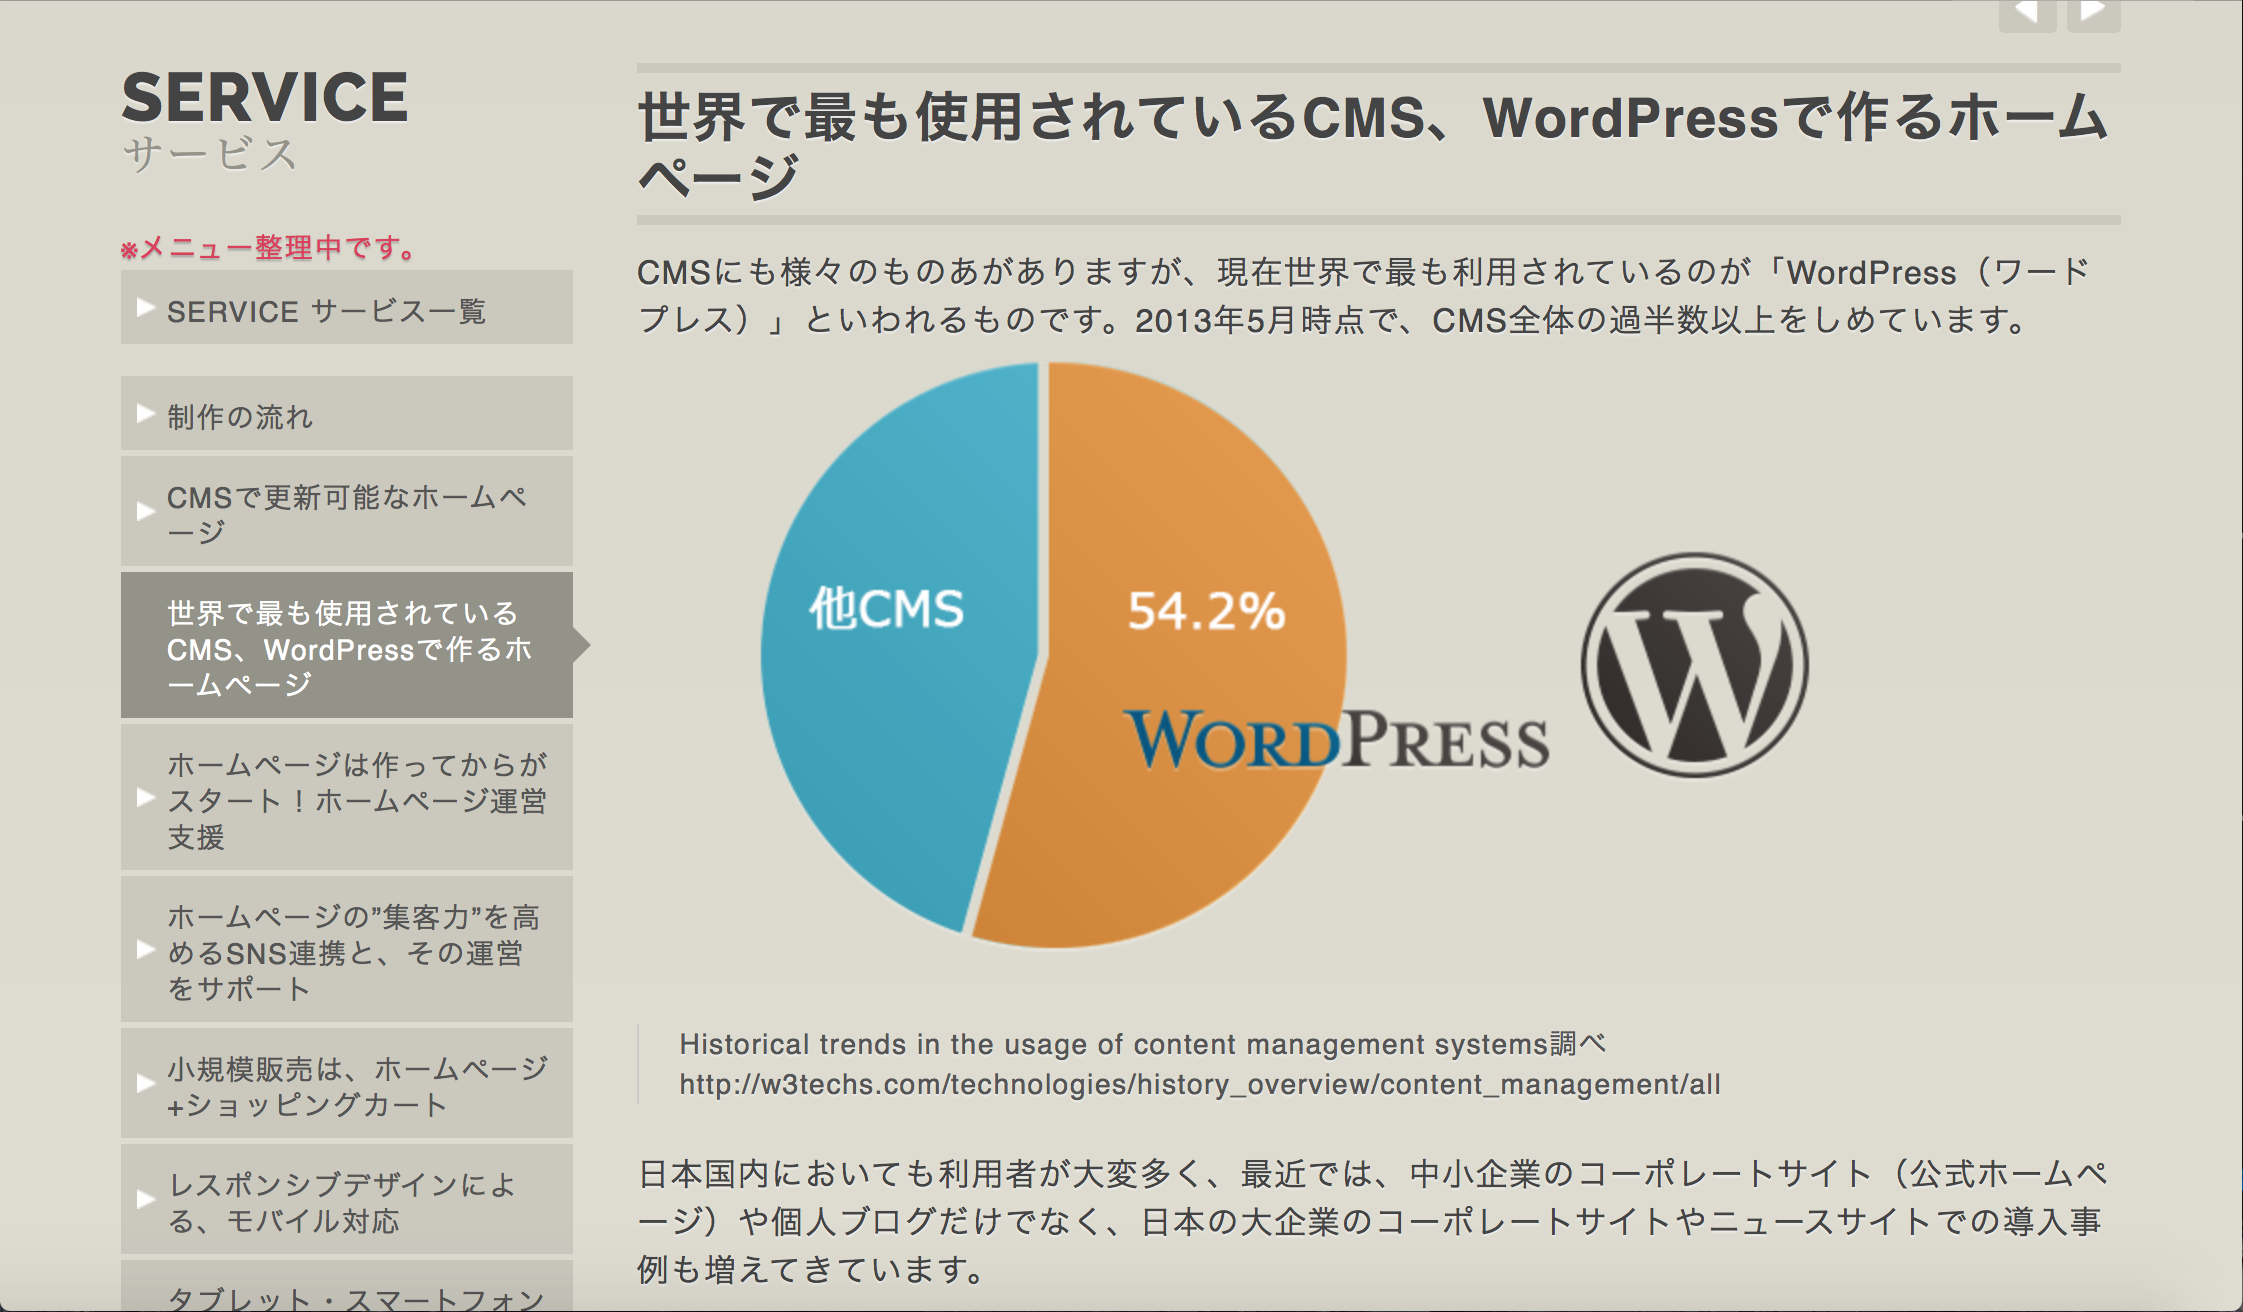 SERVICE
サービス
※メニュー整理中です。
SERVICE サービス一覧
制作の流れ
CMSで更新可能なホームペ
ージ
世界で最も使用されている
CMS、WordPressで作るホ
ームページ
ホームページは作ってからが
スタート！ホームページ運営
支援
ホームページの”集客力”を高
めるSNS連携と、その運営
をサポート
小規模販売は、ホームページ
+ショッピングカート
レスポンシブデザインによ
る、モバイル対応
タブレット・スマートフォン
世界で最も使用されているCMS、WordPressで作るホーム
ページ
CMSにも様々のものあがありますが、現在世界で最も利用されているのが「WordPress（ワード
プレス）」といわれるものです。2013年5月時点で、CMS全体の過半数以上をしめています。
他CMS
54.2%
WORDPRESS
W
Historical trends in the usage of content management systems調べ
http://w3techs.com/technologies/history_overview/content_management/all
日本国内においても利用者が大変多く、最近では、中小企業のコーポレートサイト（公式ホームペ
ージ）や個人ブログだけでなく、日本の大企業のコーポレートサイトやニュースサイトでの導入事
例も増えてきています。